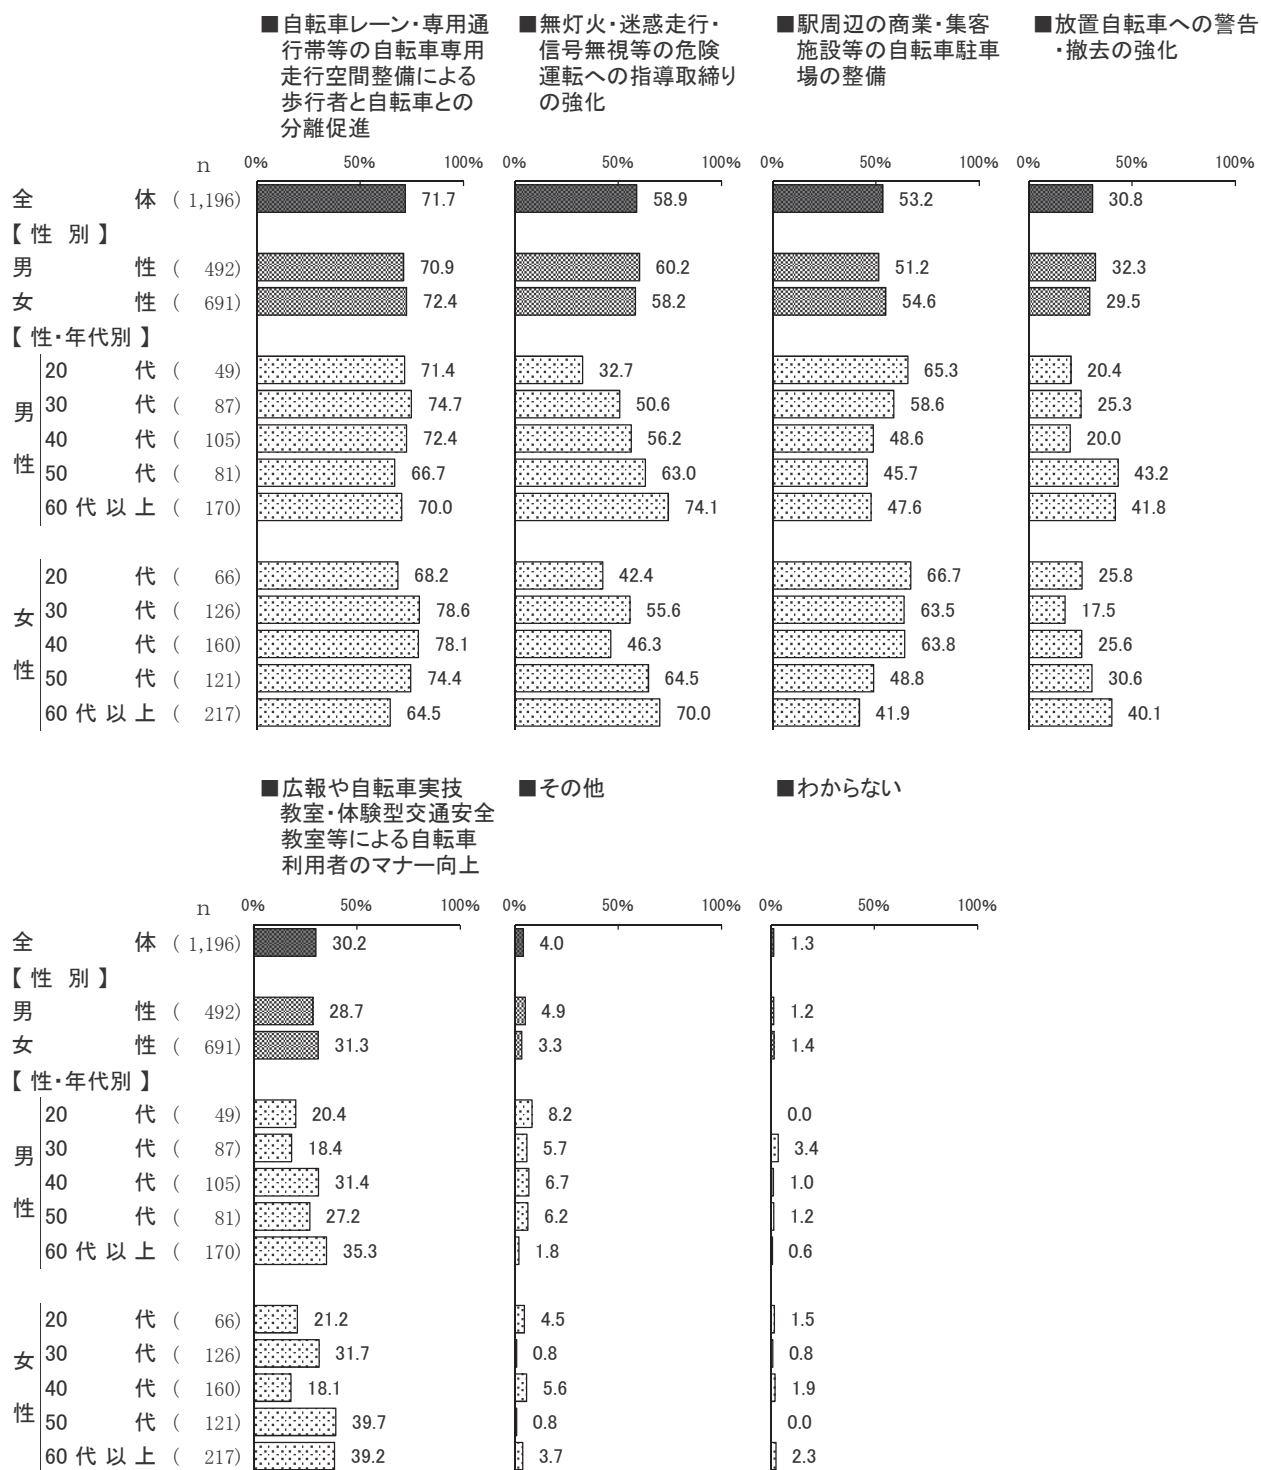 ■自転車レーン・専用通
行帯等の自転車専用
走行空間整備による
歩行者と自転車との
分離促進
■無灯火・迷惑走行・
信号無視等の危険
運転への指導取締り
の強化
■駅周辺の商業・集客
施設等の自転車駐車
場の整備
■放置自転車への警告
・撤去の強化
n 0% 50% 100% 0% 50% 100% 0% 50% 100% 0% 50% 100%
全 体 ( 1,196) 71.7 58.9 53.2 30.8
【 性 別 】
男 性 ( 492) 70.9 60.2 51.2 32.3
女 性 ( 691) 72.4 58.2 54.6 29.5
【 性・年代別 】
男性
20 代 ( 49) 71.4 32.7 65.3 20.4
30 代 ( 87) 74.7 50.6 58.6 25.3
40 代 ( 105) 72.4 56.2 48.6 20.0
50 代 ( 81) 66.7 63.0 45.7 43.2
60 代 以 上 ( 170) 70.0 74.1 47.6 41.8
女性
20 代 ( 66) 68.2 42.4 66.7 25.8
30 代 ( 126) 78.6 55.6 63.5 17.5
40 代 ( 160) 78.1 46.3 63.8 25.6
50 代 ( 121) 74.4 64.5 48.8 30.6
60 代 以 上 ( 217) 64.5 70.0 41.9 40.1
■広報や自転車実技
教室・体験型交通安全
教室等による自転車
利用者のマナー向上
■その他
■わからない
n 0% 50% 100% 0% 50% 100% 0% 50% 100%
全 体 ( 1,196) 30.2 4.0 1.3
【 性 別 】
男 性 ( 492) 28.7 4.9 1.2
女 性 ( 691) 31.3 3.3 1.4
【 性・年代別 】
男性
20 代 ( 49) 20.4 8.2 0.0
30 代 ( 87) 18.4 5.7 3.4
40 代 ( 105) 31.4 6.7 1.0
50 代 ( 81) 27.2 6.2 1.2
60 代 以 上 ( 170) 35.3 1.8 0.6
女性
20 代 ( 66) 21.2 4.5 1.5
30 代 ( 126) 31.7 0.8 0.8
40 代 ( 160) 18.1 5.6 1.9
50 代 ( 121) 39.7 0.8 0.0
60 代 以 上 ( 217) 39.2 3.7 2.3